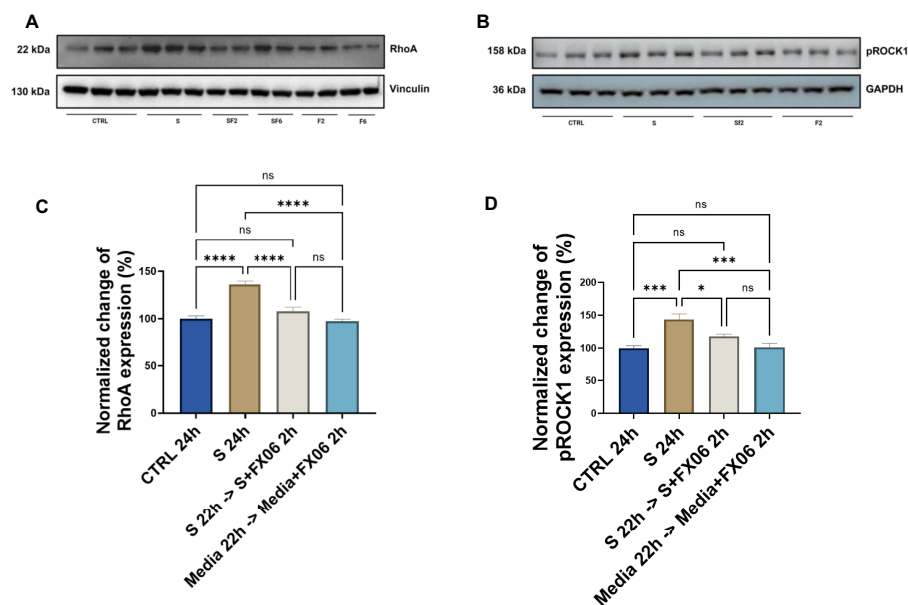 A
22 kDa
RhoA
130 kDa
Vinculin
CTRL
S
SF2
SF6
F2
F6
B
158 kDa
pROCK1
36 kDa
GAPDH
CTRL
S
Sf2
F2
C
ns
****
ns
**** **** ns
Normalized change of
RhoA expression (%)
150
100
50
0
CTRL 24h
S 24h
S 22h -> S+FX06 2h
Media 22h -> Media+FX06 2h
D
ns
ns
***
*** * ns
Normalized change of
pROCK1 expression (%)
200
150
100
50
0
CTRL 24h
S 24h
S 22h -> S+FX06 2h
Media 22h -> Media+FX06 2h